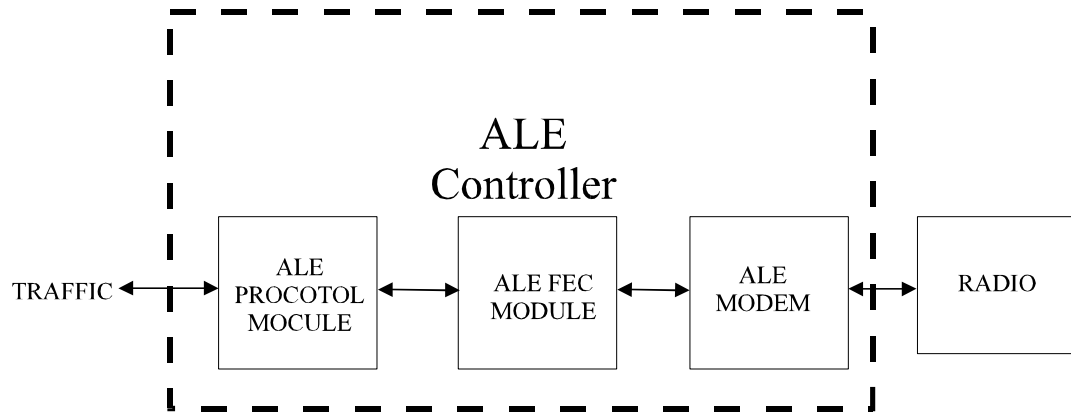 ALE
Controller
TRAFFIC
ALE
PROCOTOL
MOCULE
ALE FEC
MODULE
ALE
MODEM
RADIO